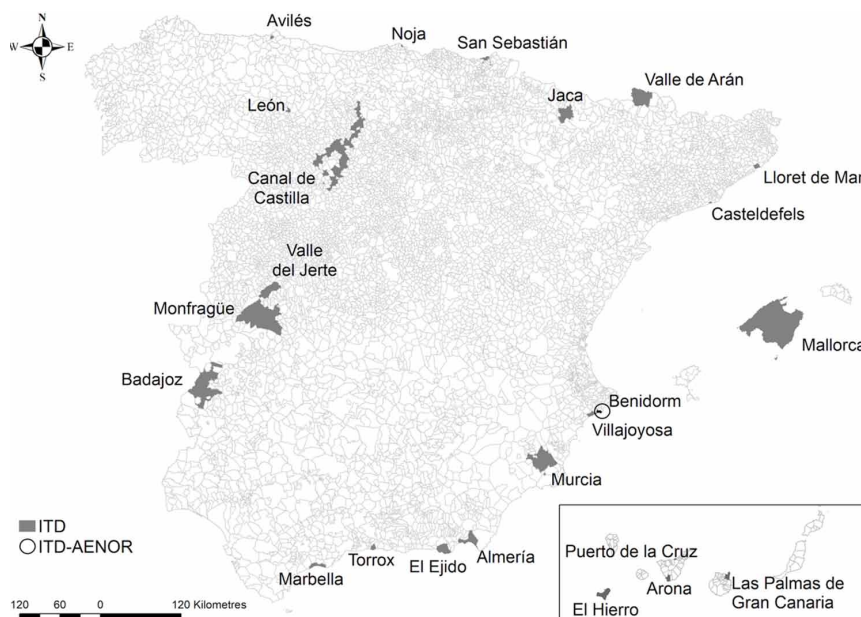 N
W
E
S
Avilés
Noja
San Sebastián
Valle de Arán
Jaca
León
Lloret de Mar
Canal de
Castilla
Casteldefels
Valle
del Jerte
Monfragüe
Mallorca
Badajoz
Benidorm
Villajoyosa
Murcia
ITD
ITD-AENOR
Torrox
El Ejido
Almería
Marbella
Puerto de la Cruz
Arona
Las Palmas de
Gran Canaria
El Hierro
120 60 0 120 Kilometres